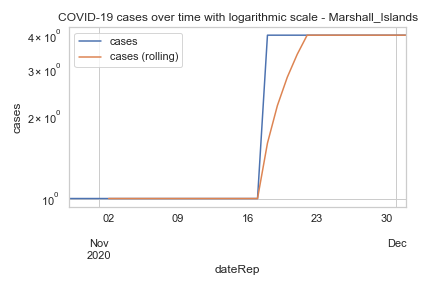 COVID-19 cases over time with logarithmic scale - Marshall_Islands
cases
cases (rolling)
4 × 10⁰
3 × 10⁰
2 × 10⁰
10⁰
cases
02 09 16 23 30
Nov Dec
2020
dateRep